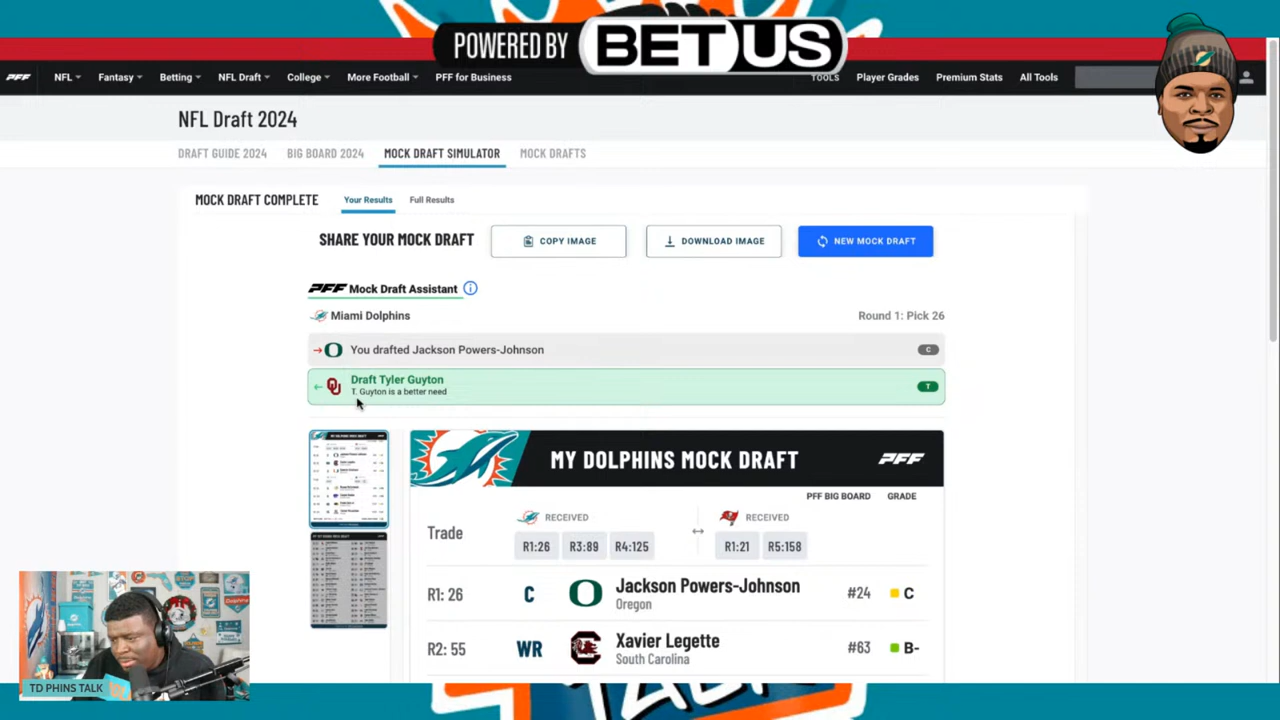 POWERED BY BET US
PFF NFL Fantasy Betting NFL Draft College More Football PFF for Business TOOLS Player Grades Premium Stats All Tools
NFL Draft 2024
DRAFT GUIDE 2024 BIG BOARD 2024 MOCK DRAFT SIMULATOR MOCK DRAFTS
MOCK DRAFT COMPLETE Your Results Full Results
SHARE YOUR MOCK DRAFT COPY IMAGE DOWNLOAD IMAGE NEW MOCK DRAFT
PFF Mock Draft Assistant i
Miami Dolphins Round 1: Pick 26
You drafted Jackson Powers-Johnson C
OU Draft Tyler Guyton T
T. Guyton is a better need
MY DOLPHINS MOCK DRAFT PFF
PFF BIG BOARD GRADE
Trade RECEIVED RECEIVED
R1:26 R3:89 R4:125 R1:21 R5:158
R1: 26 C Jackson Powers-Johnson #24 C
Oregon
R2: 55 WR Xavier Legette #63 B-
South Carolina
TD PHINS TALK